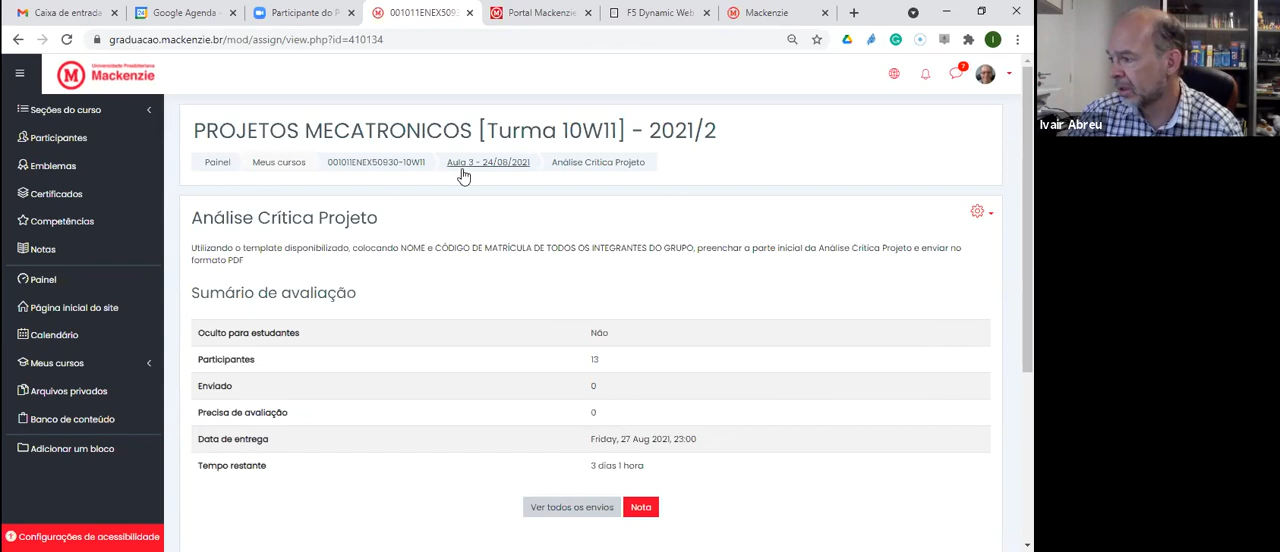 Caixa de entrada
Google Agenda -
Participante do P
001011ENEX509
Portal Mackenzie
F5 Dynamic Web
Mackenzie
graduacao.mackenzie.br/mod/assign/view.php?id=410134
I
Universidade Presbiteriana
Mackenzie
7
Ivair Abreu
Seções do curso
Participantes
Emblemas
Certificados
Competências
Notas
Painel
Página inicial do site
Calendário
Meus cursos
Arquivos privados
Banco de conteúdo
Adicionar um bloco
Configurações de acessibilidade
PROJETOS MECATRONICOS [Turma 10W11] - 2021/2
Painel Meus cursos 001011ENEX50930-10W11 Aula 3 - 24/08/2021 Análise Crítica Projeto
Análise Crítica Projeto
Utilizando o template disponibilizado, colocando NOME e CÓDIGO DE MATRÍCULA DE TODOS OS INTEGRANTES DO GRUPO, preenchar a parte inicial da Análise Crítica Projeto e enviar no
formato PDF
Sumário de avaliação
Oculto para estudantes Não
Participantes 13
Enviado 0
Precisa de avaliação 0
Data de entrega Friday, 27 Aug 2021, 23:00
Tempo restante 3 dias 1 hora
Ver todos os envios Nota